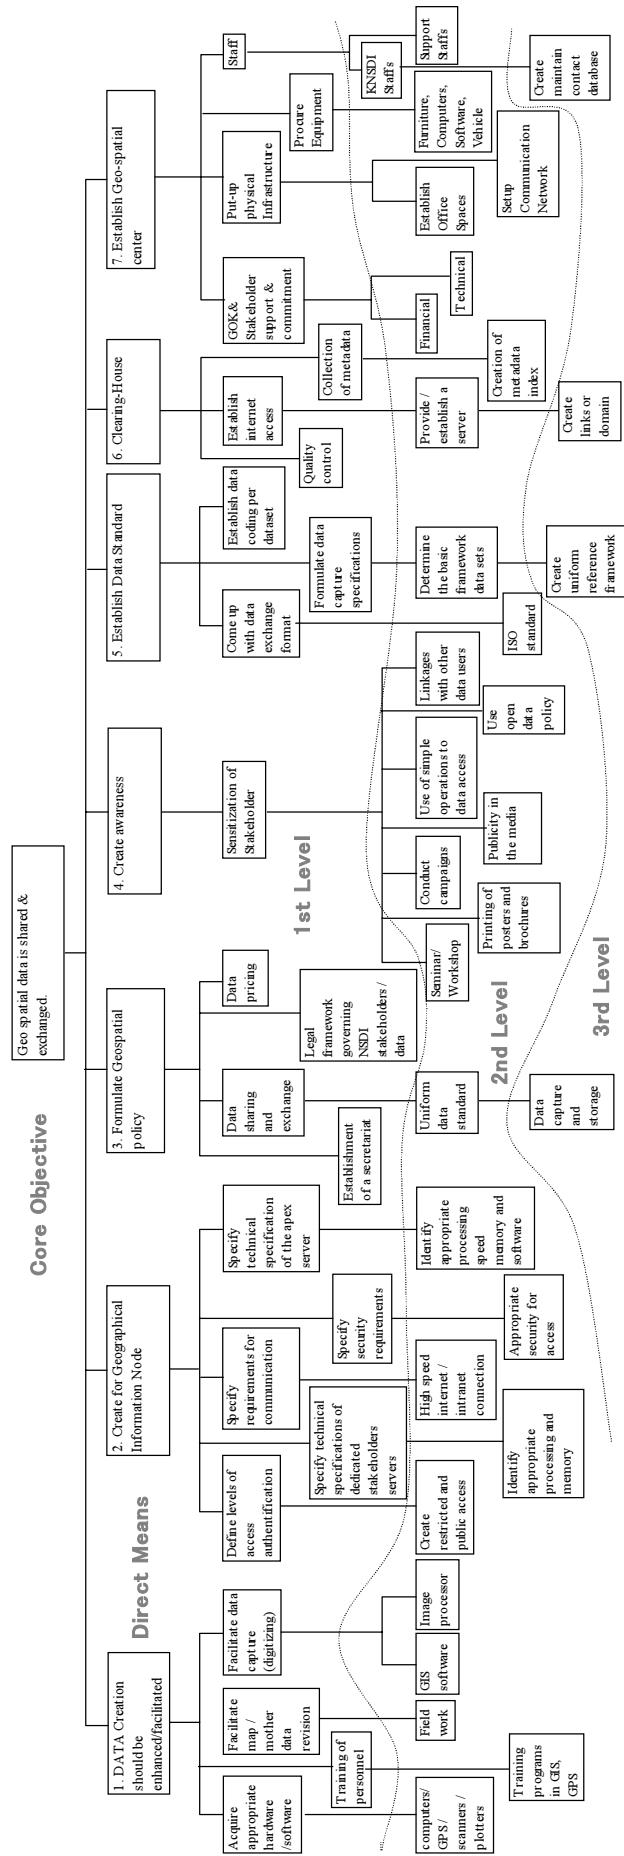 Core Objective
Geo spatial data is shared &
exchanged.
Direct Means
1. DATA Creation
should be
enhanced/facilitated
2. Create for Geographical
Information Node
3. Formulate Geospatial
policy
4. Create awareness
5. Establish Data Standard
6. Clearing-House
7. Establish Geo-spatial
center
Acquire
appropriate
hardware
/software
Training of
personnel
Facilitate map /
mother data
revision
Facilitate data
capture
(digitizing)
computers/
GPS /
scanners /
plotters
Training
programs
in GIS,
GPS
Field
work
GIS
software
Image
processor
Define levels of
access
authentification
Specify technical
specifications of
dedicated
stakeholders
servers
Specify
requirements for
communication
Specify
security
requirements
Specify
technical
specification
of the apex
server
Create
restricted and
public access
Identify
appropriate
processing and
memory
High speed
internet /
intranet
connection
Appropriate
security for
access
Identify
appropriate
processing
speed
memory and
software
Establishment
of a secretariat
Data
sharing
and
exchange
Legal
framework
governing
NSDI
stakeholders /
data
Data
pricing
Uniform
data
standard
Data
capture
and
storage
Sensitization of
Stakeholder
1st Level
Seminar/
Workshop
Printing of
posters and
brochures
Conduct
campaigns
Publicity in
the media
Use of simple
operations to
data access
Use
open
data
policy
Linkages
with other
data users
2nd Level
3rd Level
Come up
with data
exchange
format
Formulate data
capture
specifications
Establish data
coding per
dataset
ISO
standard
Determine
the basic
framework
data sets
Create
uniform
reference
framework
Quality
control
Establish
internet
access
Collection
of metadata
Provide /
establish a
server
Creation of
metadata
index
Create
links or
domain
GOK&
Stakeholder
support &
commitment
Put-up
physical
Infrastructure
Procure
Equipment
Staff
Financial
Technical
Establish
Office
Spaces
Setup
Communication
Network
Furniture,
Computers,
Software,
Vehicle
KNSDI
Staffs
Support
Staffs
Create
maintain
contact
database